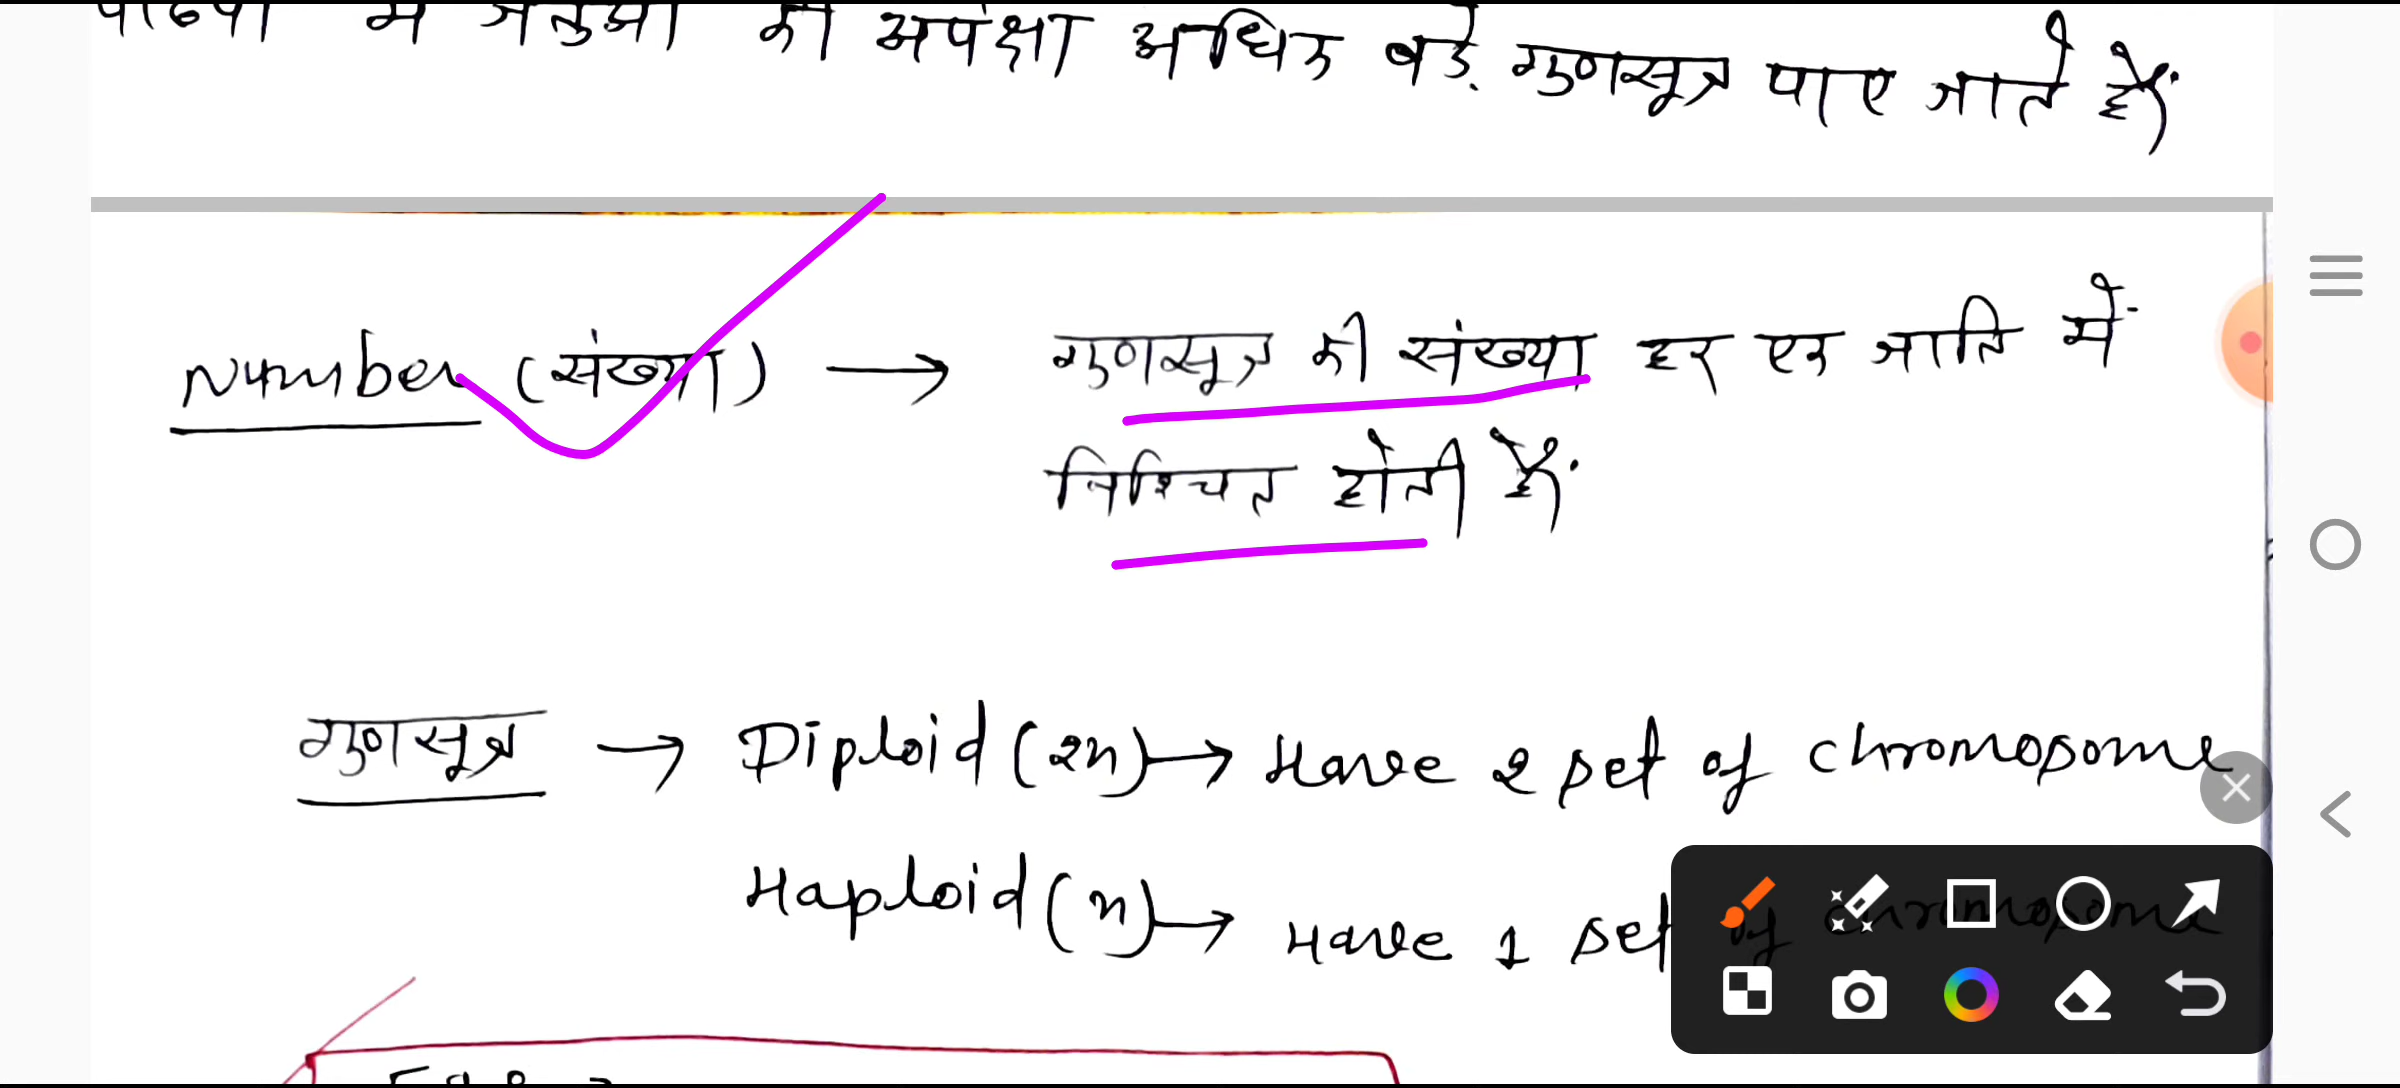 में जन्तुओ की अपेक्षा अधिक बड़े गुणसूत्र पाए जाते हैं
Number (संख्या) → गुणसूत्र की संख्या हर एक जाति में
निश्चित होती हैं
गुणसूत्र → Diploid (2n) → Have 2 set of chromosome
Haploid (n) → Have 1 set of chromosome